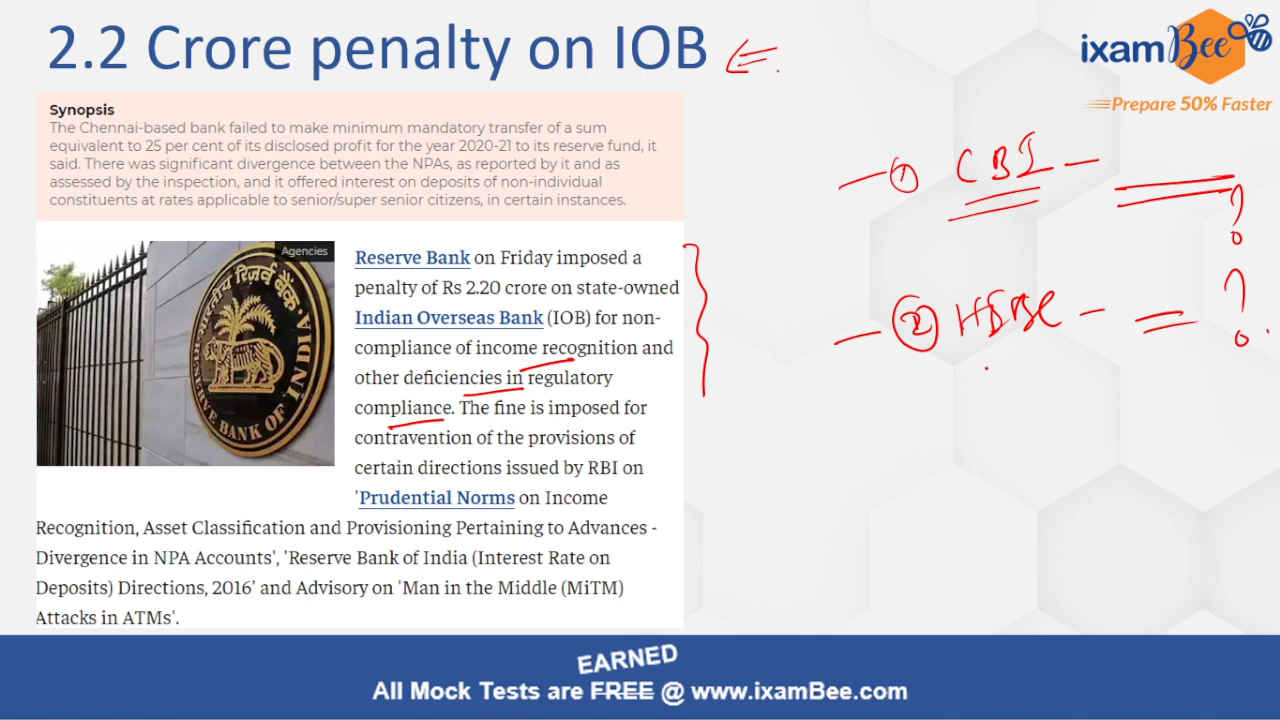 2.2 Crore penalty on IOB
ixamBee
Prepare 50% Faster
Synopsis
The Chennai-based bank failed to make minimum mandatory transfer of a sum
equivalent to 25 per cent of its disclosed profit for the year 2020-21 to its reserve fund, it
said. There was significant divergence between the NPAs, as reported by it and as
assessed by the inspection, and it offered interest on deposits of non-individual
constituents at rates applicable to senior/super senior citizens, in certain instances.
① CBI ?
② HSBC ?
Agencies
भारतीय रिज़र्व बैंक
RESERVE BANK OF INDIA
Reserve Bank on Friday imposed a
penalty of Rs 2.20 crore on state-owned
Indian Overseas Bank (IOB) for non-
compliance of income recognition and
other deficiencies in regulatory
compliance. The fine is imposed for
contravention of the provisions of
certain directions issued by RBI on
'Prudential Norms on Income
Recognition, Asset Classification and Provisioning Pertaining to Advances -
Divergence in NPA Accounts', 'Reserve Bank of India (Interest Rate on
Deposits) Directions, 2016' and Advisory on 'Man in the Middle (MiTM)
Attacks in ATMs'.
EARNED
All Mock Tests are FREE @ www.ixamBee.com